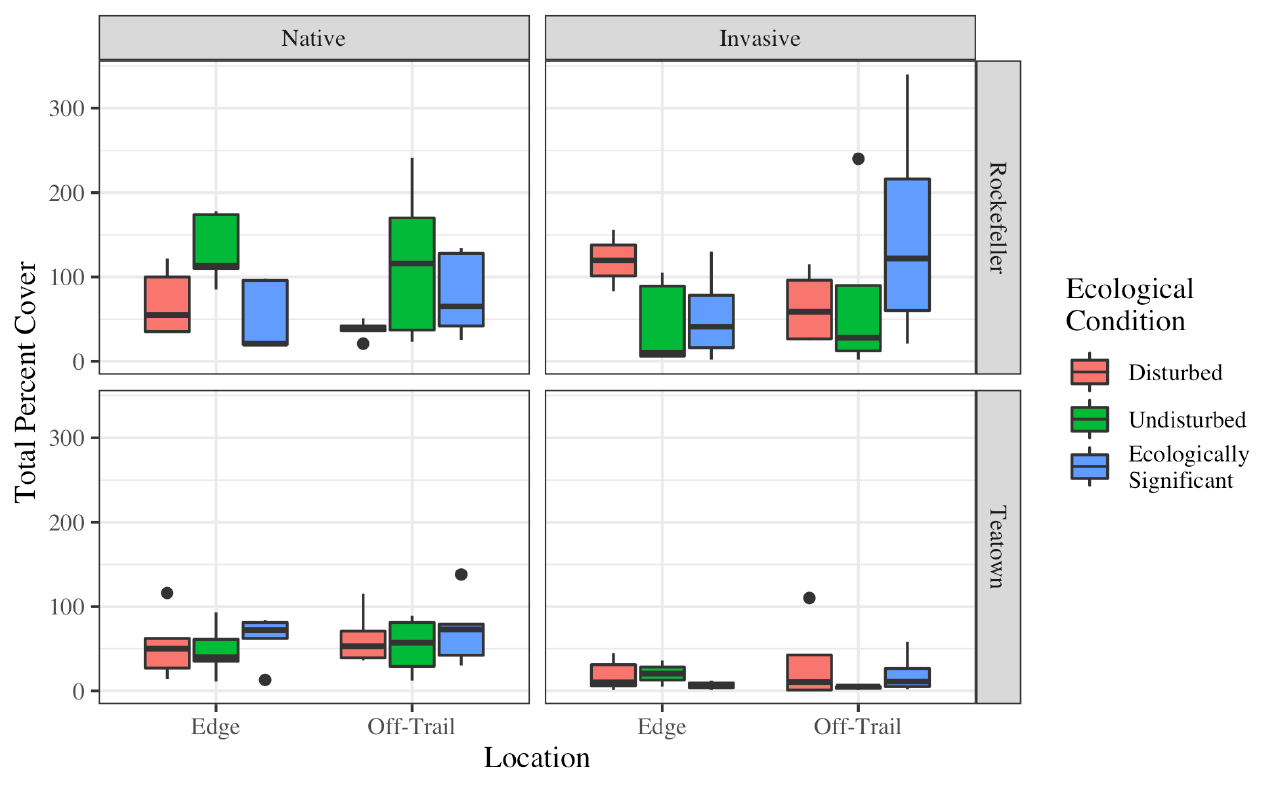 Native
Invasive
Total Percent Cover
300
200
100
0
Rockefeller
300
200
100
0
Teatown
Edge
Off-Trail
Edge
Off-Trail
Location
Ecological
Condition
Disturbed
Undisturbed
Ecologically
Significant